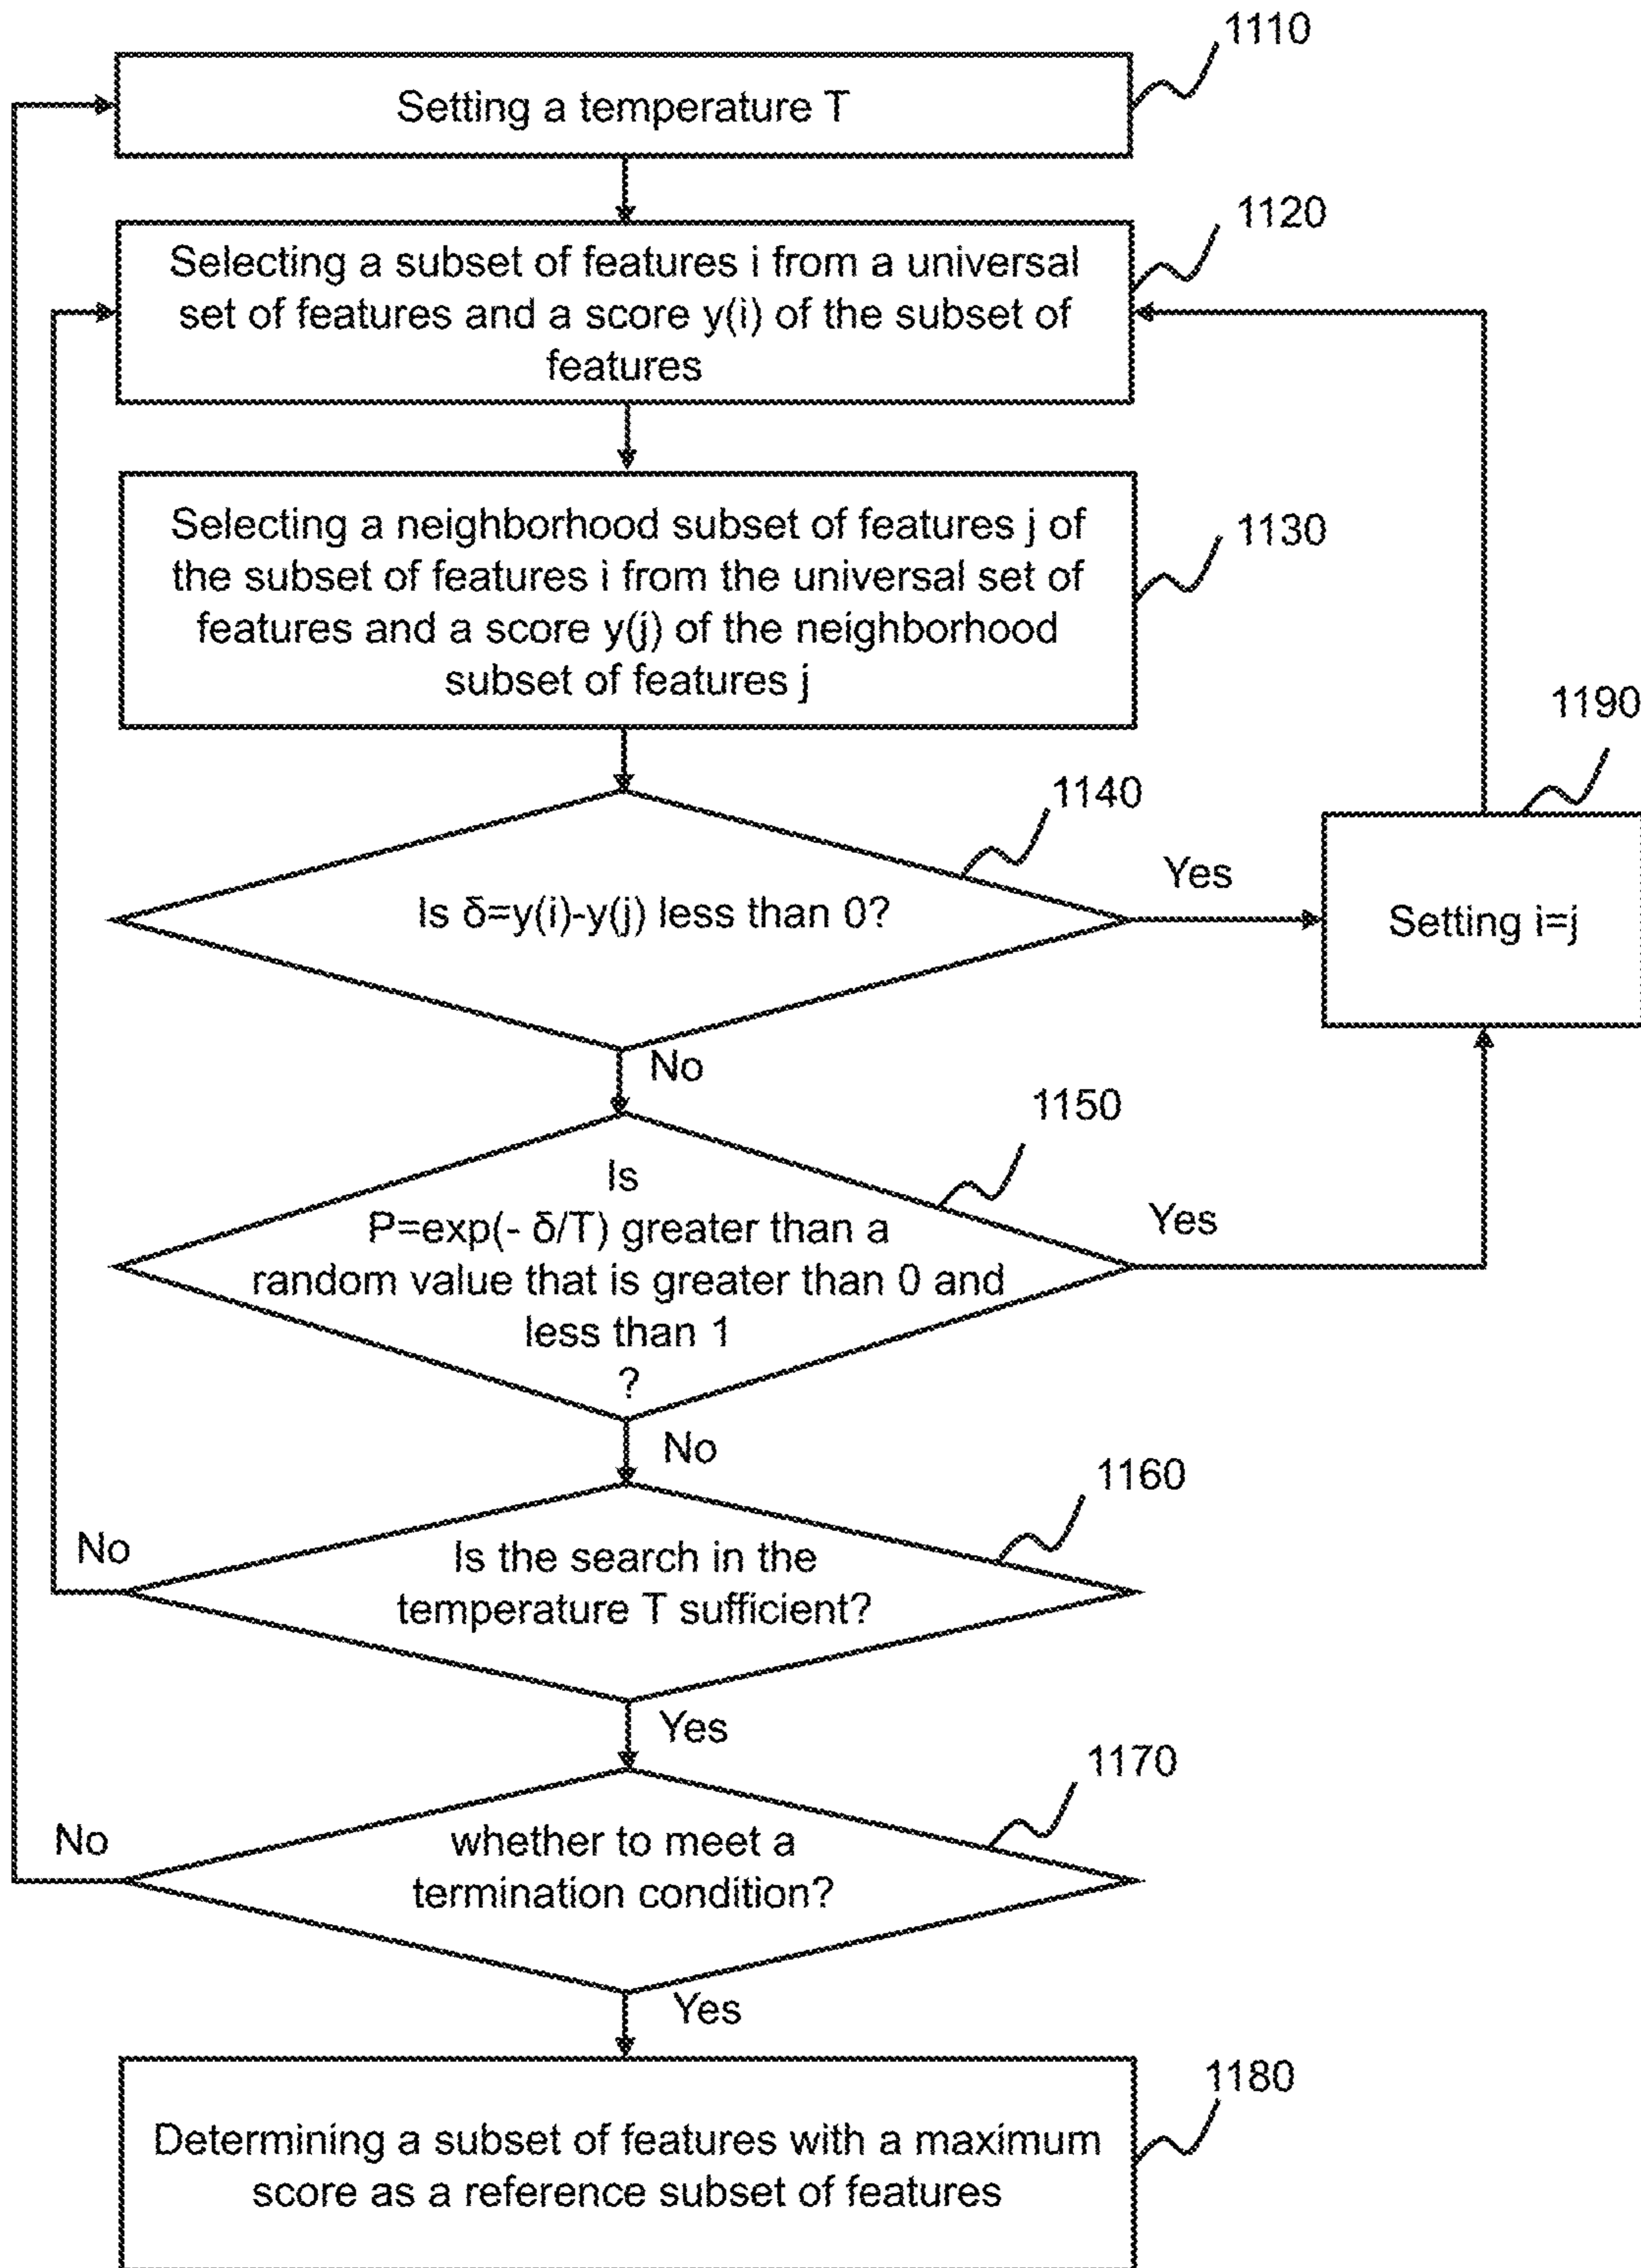 1110
Setting a temperature T
1120
Selecting a subset of features i from a universal
set of features and a score y(i) of the subset of
features
Selecting a neighborhood subset of features j of
the subset of features i from the universal set of
features and a score y(j) of the neighborhood
subset of features j
1130
1190
1140
Yes
Is δ=y(i)-y(j) less than 0?
Setting i=j
No
1150
Is
P=exp(- δ/T) greater than a
random value that is greater than 0 and
less than 1
?
Yes
No
1160
No
Is the search in the
temperature T sufficient?
Yes
1170
No
whether to meet a
termination condition?
Yes
1180
Determining a subset of features with a maximum
score as a reference subset of features